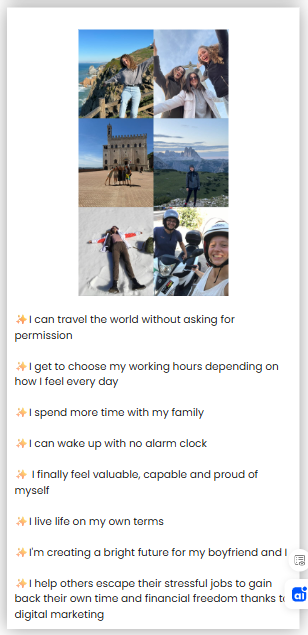 ✨I can travel the world without asking for
permission
✨I get to choose my working hours depending on
how I feel every day
✨I spend more time with my family
✨I can wake up with no alarm clock
✨ I finally feel valuable, capable and proud of
myself
✨I live life on my own terms
✨I'm creating a bright future for my boyfriend and I
✨I help others escape their stressful jobs to gain
back their own time and financial freedom thanks to
digital marketing
ai